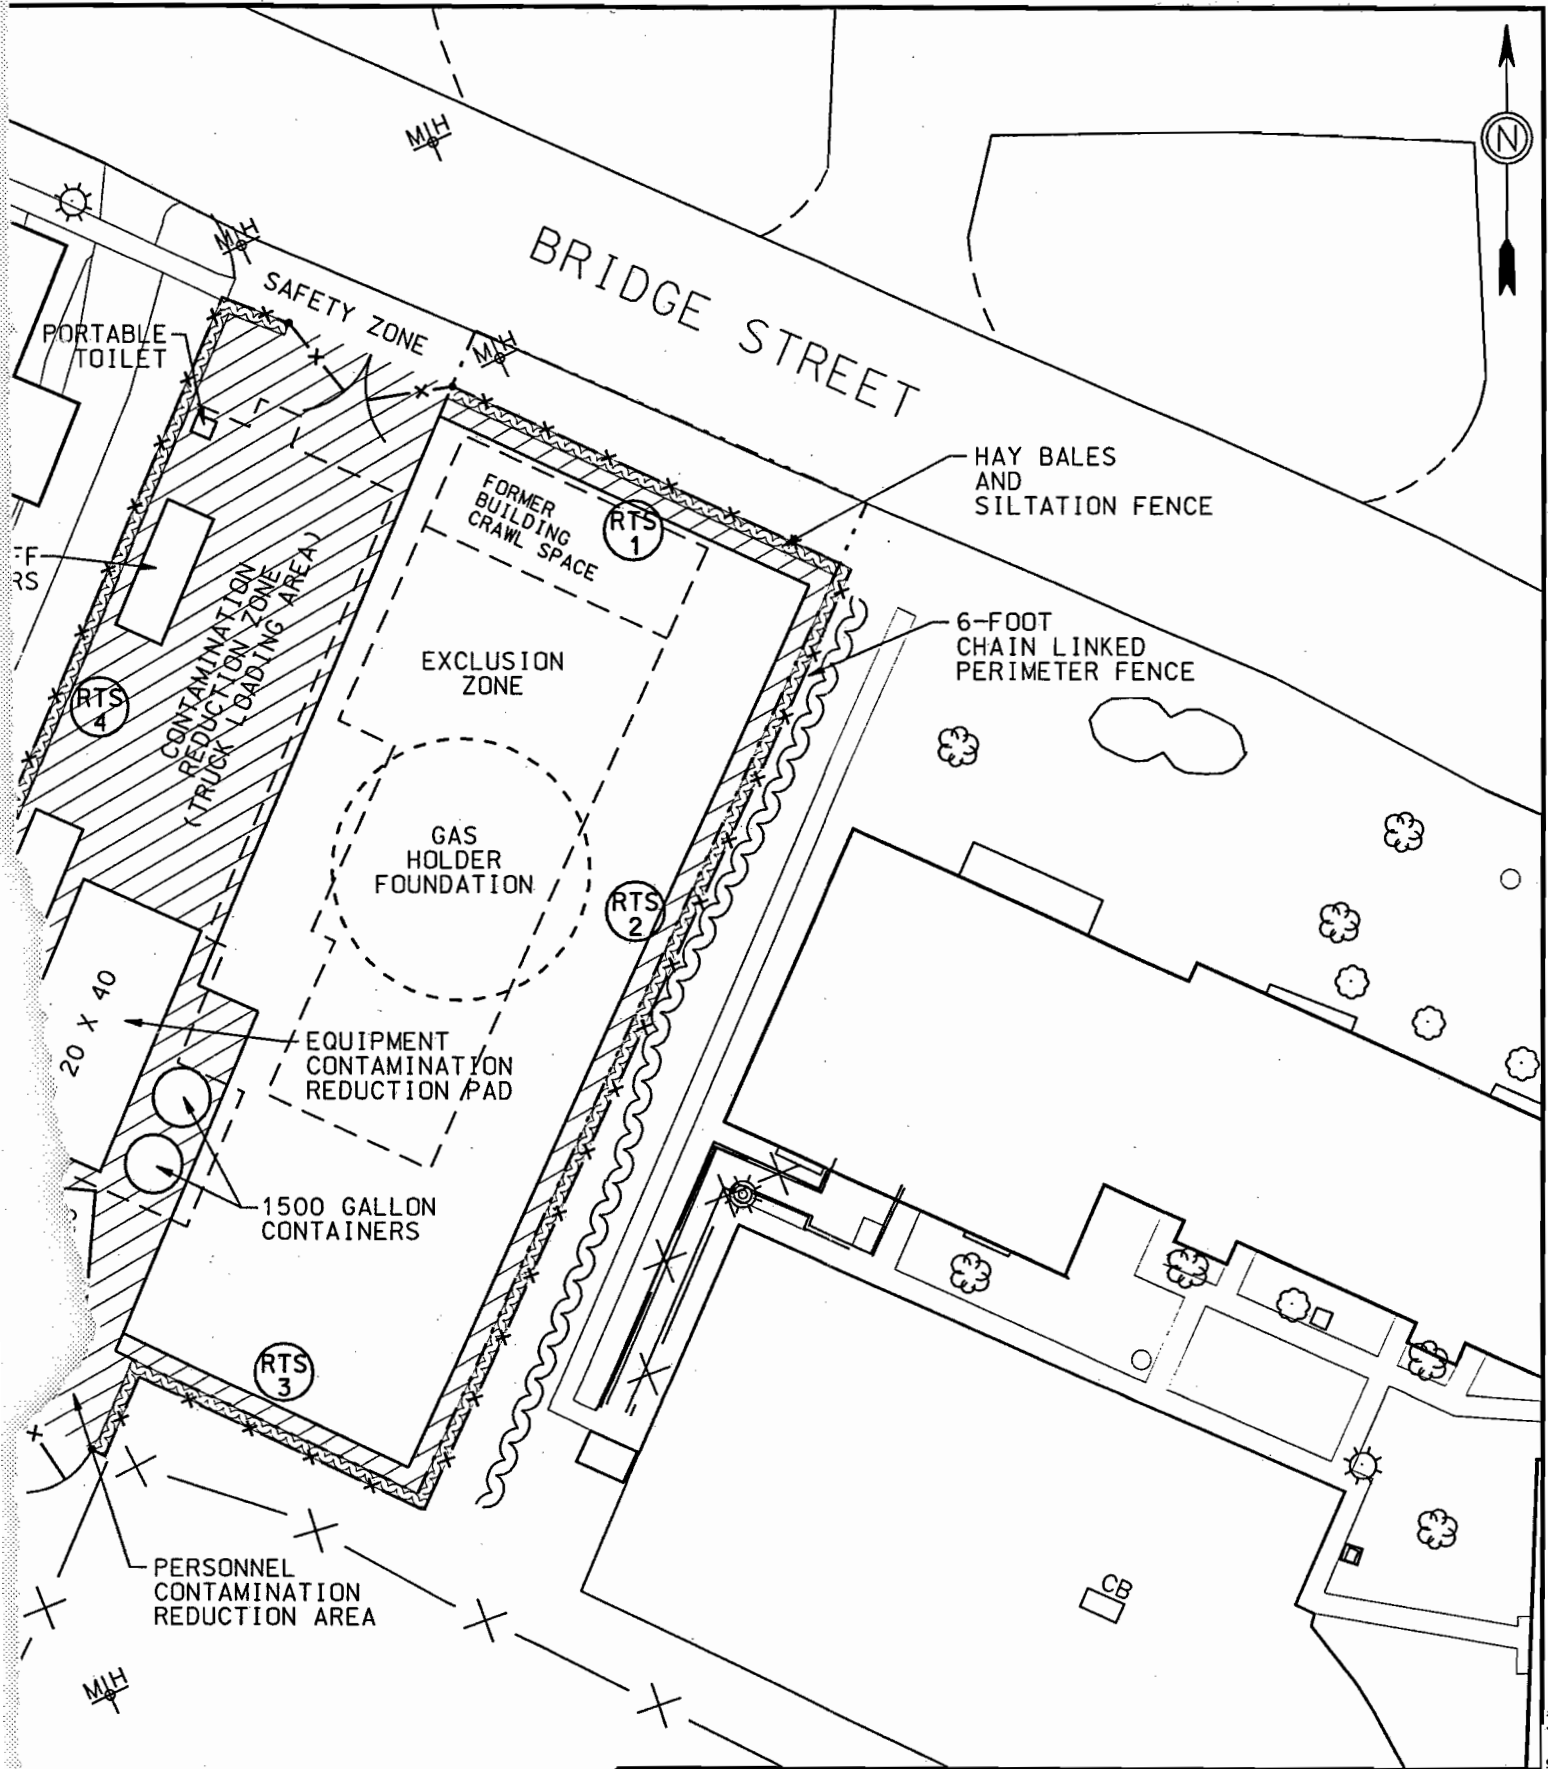 N
MH
MH
BRIDGE STREET
SAFETY ZONE
MH
PORTABLE
TOILET
HAY BALES
AND
SILTATION FENCE
FORMER
BUILDING
CRAWL SPACE
RTS
1
CONTAMINATION
REDUCTION ZONE
(TRUCK LOADING AREA)
6-FOOT
CHAIN LINKED
PERIMETER FENCE
EXCLUSION
ZONE
RTS
4
GAS
HOLDER
FOUNDATION
RTS
2
20 X 40
EQUIPMENT
CONTAMINATION
REDUCTION PAD
1500 GALLON
CONTAINERS
RTS
3
PERSONNEL
CONTAMINATION
REDUCTION AREA
CB
MH